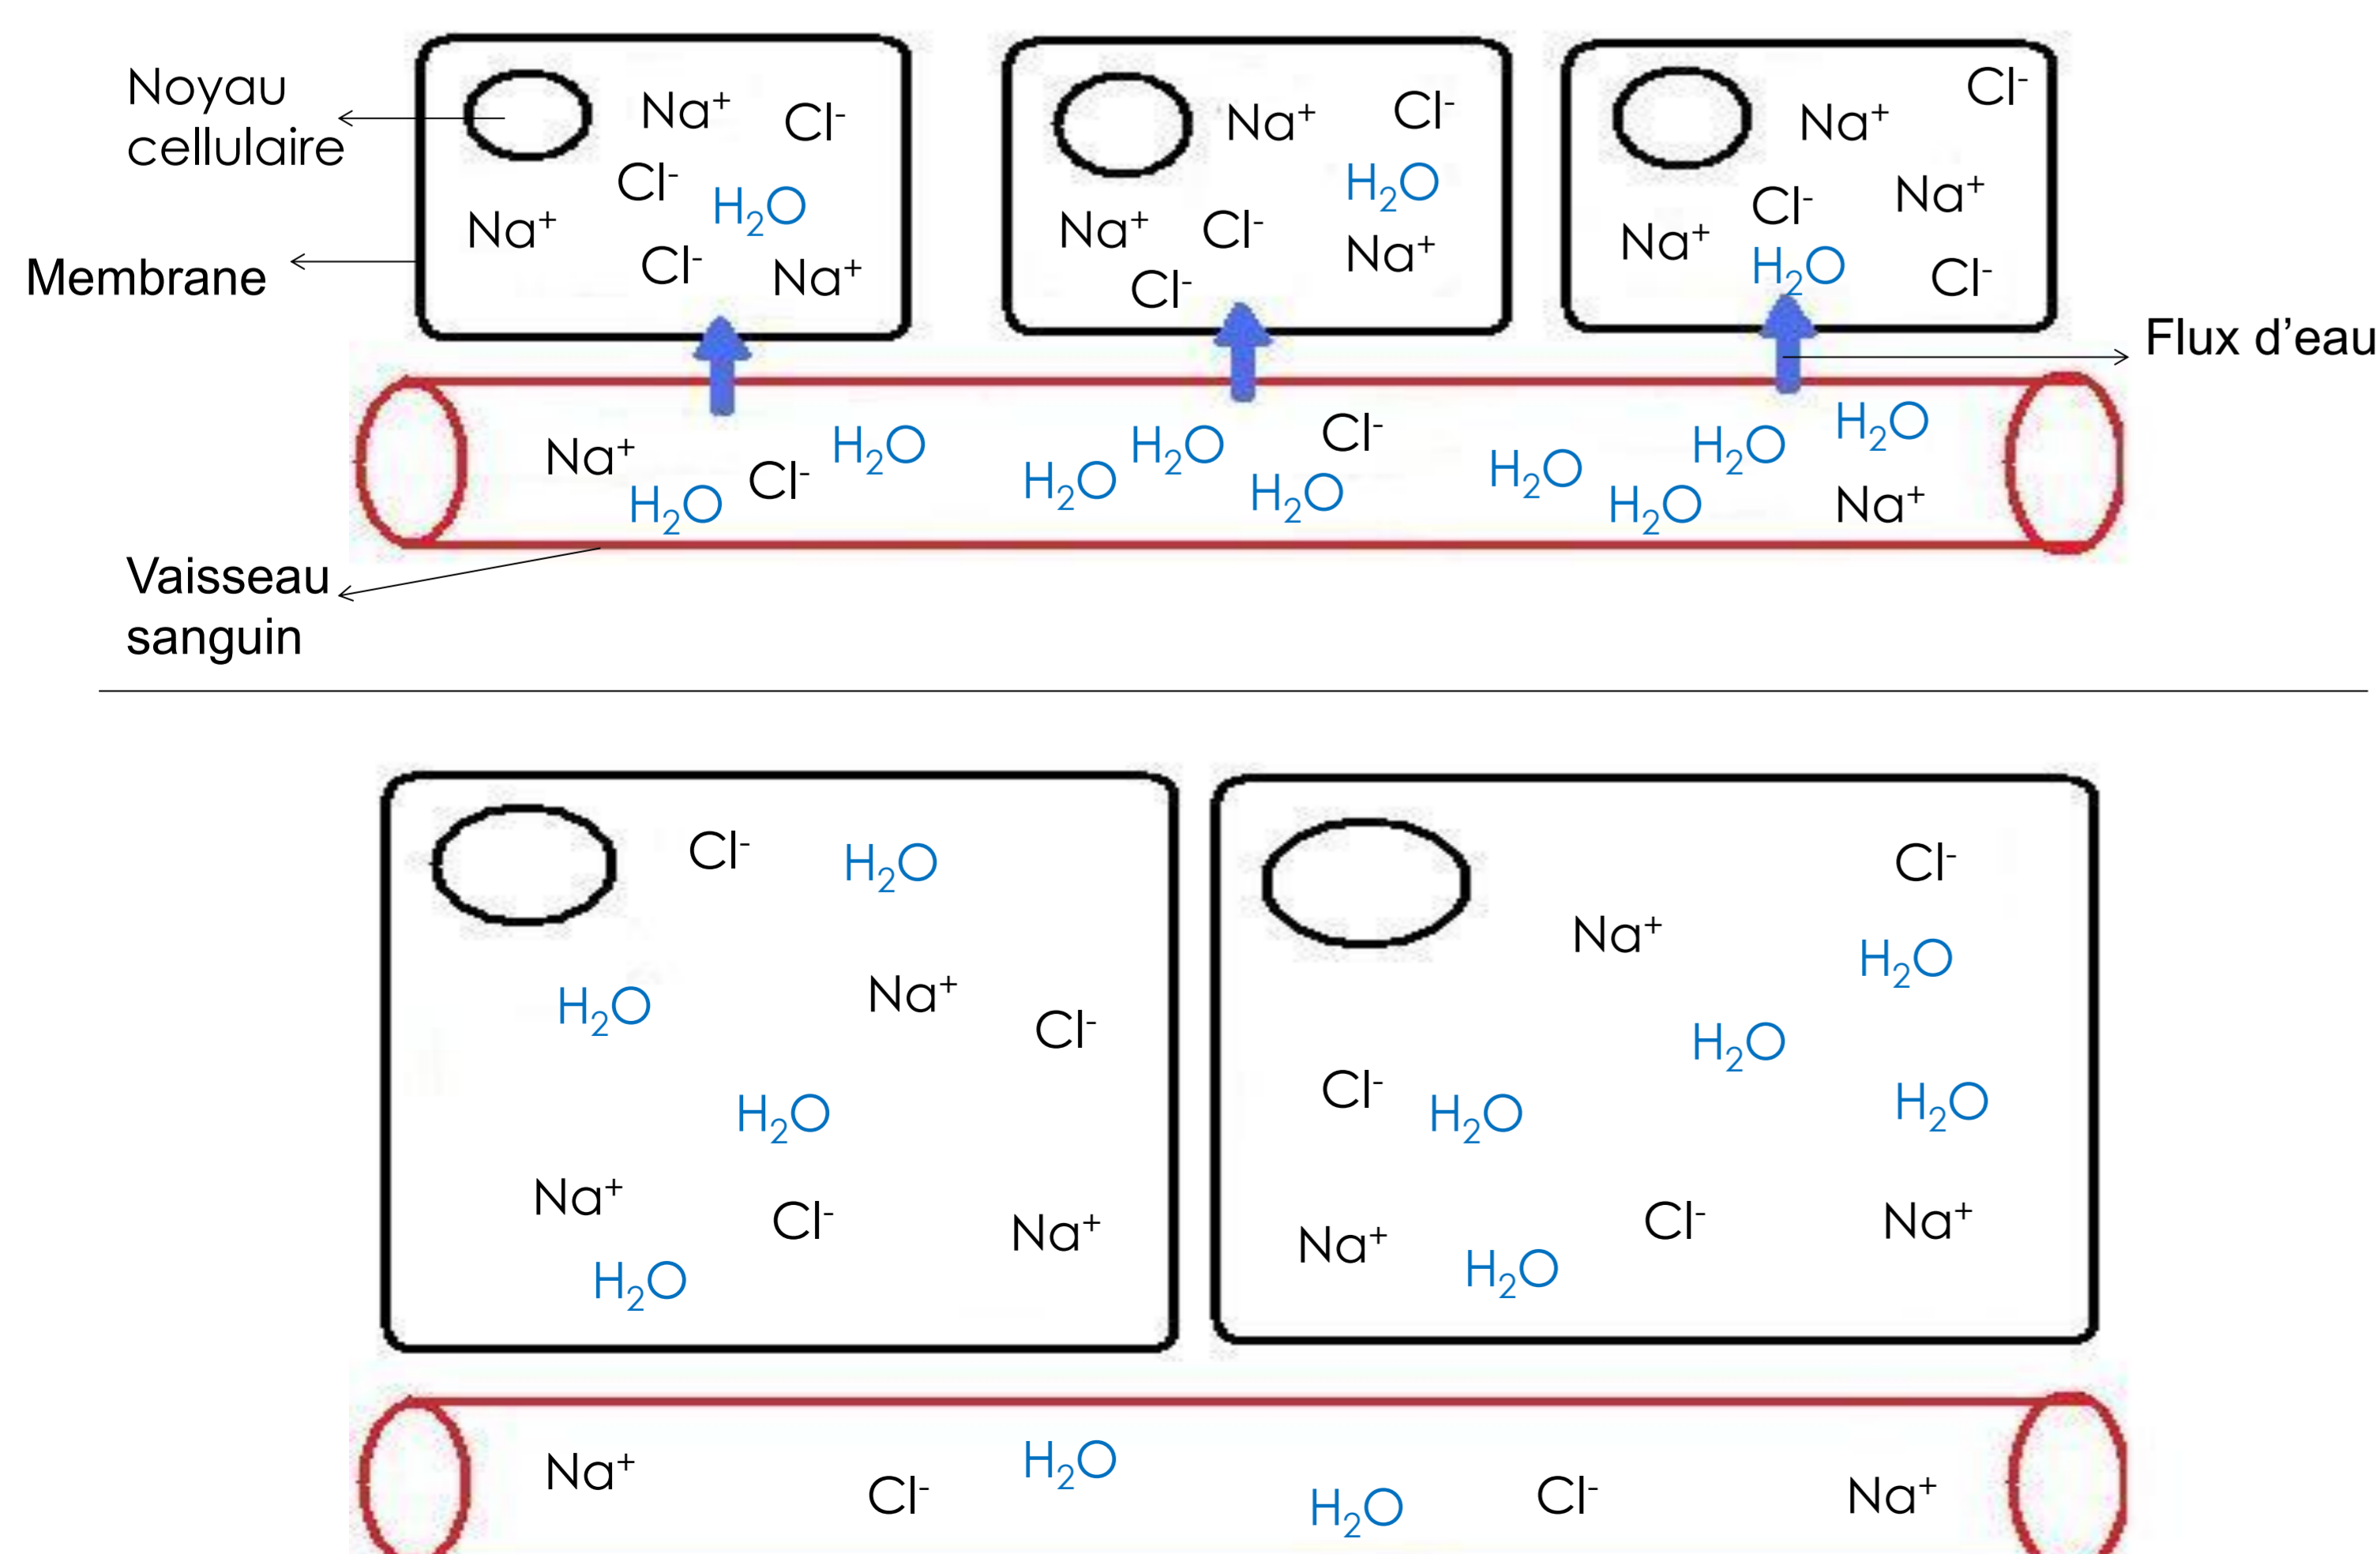 Noyau
cellulaire
Membrane
Na⁺ Cl⁻
Cl⁻ H₂O
Na⁺
Cl⁻ Na⁺
Na⁺ Cl⁻
H₂O
Na⁺ Cl⁻ Na⁺
Cl⁻
Cl⁻
Na⁺
Na⁺
Cl⁻
Na⁺ H₂O Cl⁻
Flux d’eau
Na⁺ Cl⁻ H₂O H₂O H₂O Cl⁻ H₂O H₂O H₂O H₂O
H₂O H₂O Na⁺
Vaisseau
sanguin
Cl⁻ H₂O
H₂O Na⁺ Cl⁻
H₂O
Na⁺ Cl⁻ Na⁺
H₂O
Cl⁻
Na⁺ H₂O
H₂O
Cl⁻ H₂O H₂O
Na⁺ Cl⁻ Na⁺
H₂O
Na⁺ Cl⁻ H₂O H₂O Cl⁻ Na⁺